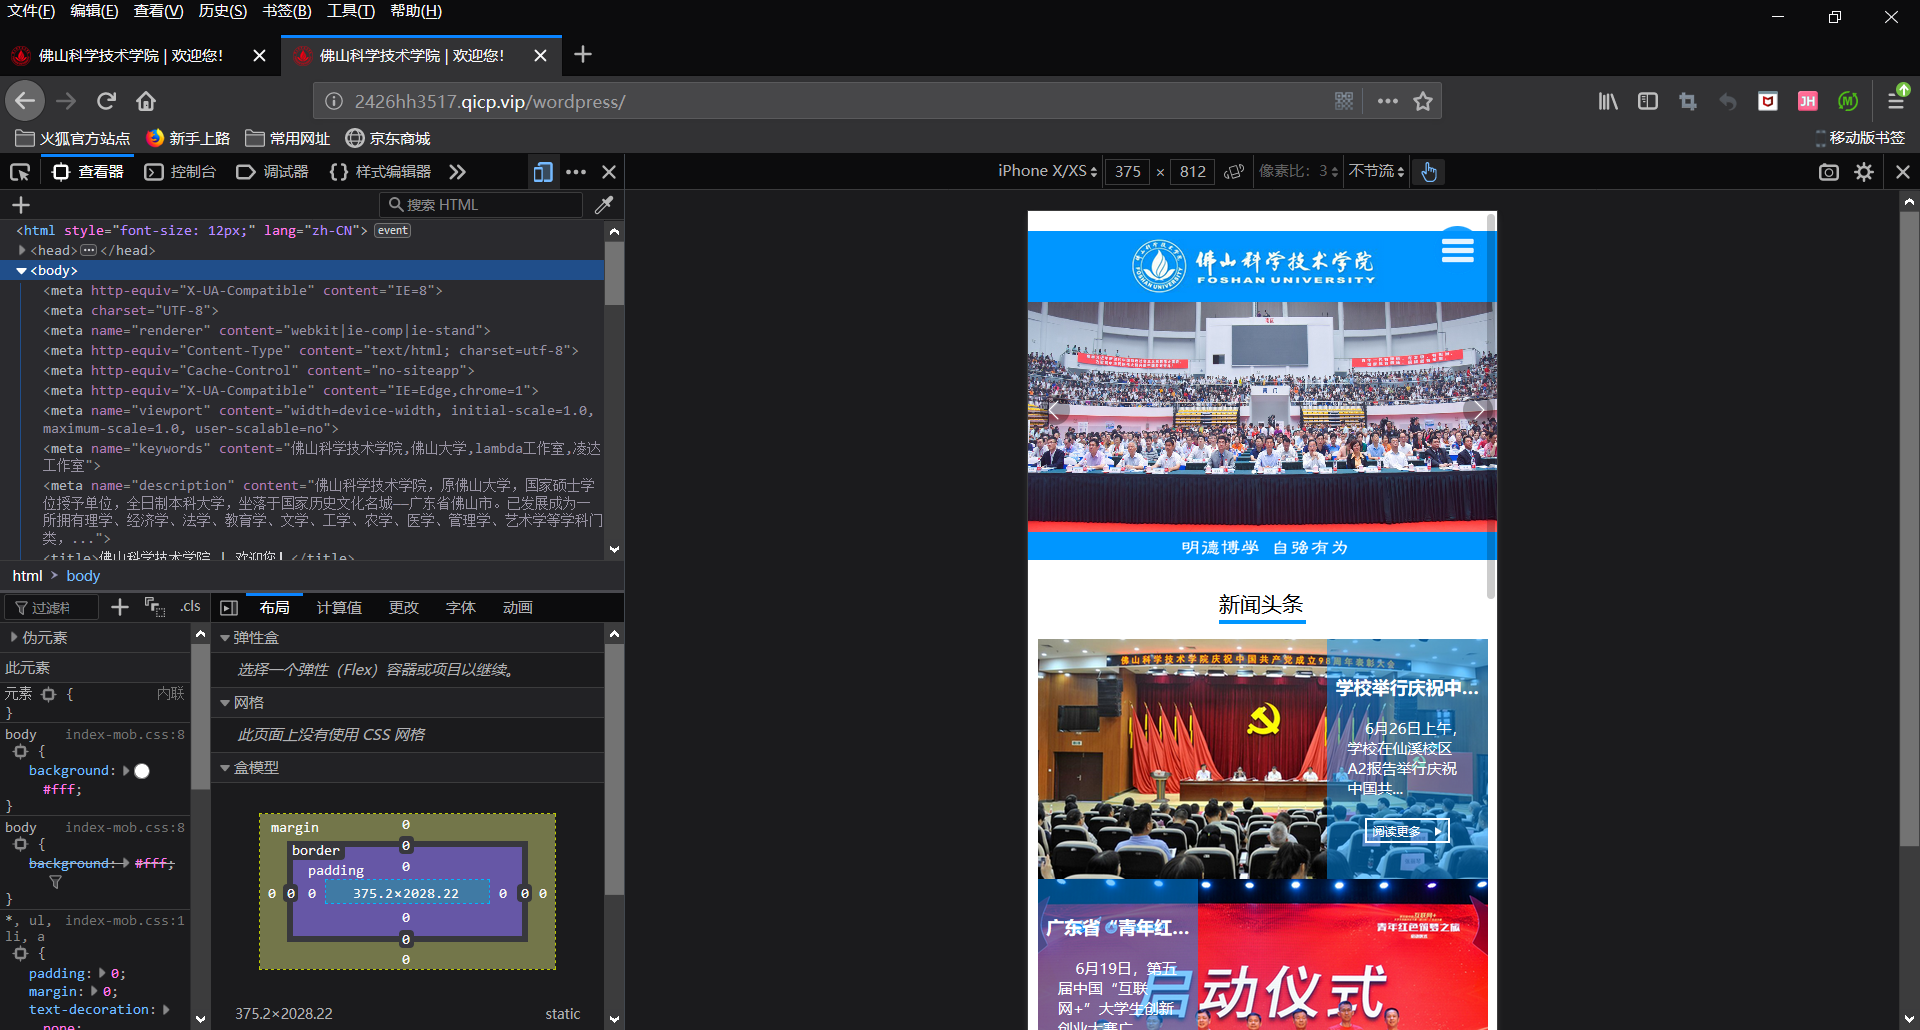 文件(F) 编辑(E) 查看(V) 历史(S) 书签(B) 工具(T) 帮助(H)
佛山科学技术学院 | 欢迎您!
佛山科学技术学院 | 欢迎您!
2426hh3517.qicp.vip/wordpress/
JH
火狐官方站点 新手上路 常用网址 京东商城
移动版书签
查看器 控制台 调试器 样式编辑器
搜索 HTML
<html style="font-size: 12px;" lang="zh-CN"> event
<head> </head>
<body>
<meta http-equiv="X-UA-Compatible" content="IE=8">
<meta charset="UTF-8">
<meta name="renderer" content="webkit|ie-comp|ie-stand">
<meta http-equiv="Content-Type" content="text/html; charset=utf-8">
<meta http-equiv="Cache-Control" content="no-siteapp">
<meta http-equiv="X-UA-Compatible" content="IE=Edge,chrome=1">
<meta name="viewport" content="width=device-width, initial-scale=1.0,
maximum-scale=1.0, user-scalable=no">
<meta name="keywords" content="佛山科学技术学院,佛山大学,lambda工作室,凌达
工作室">
<meta name="description" content="佛山科学技术学院，原佛山大学，国家硕士学
位授予单位，全日制本科大学，坐落于国家历史文化名城—广东省佛山市。已发展成为一
所拥有理学、经济学、法学、教育学、文学、工学、农学、医学、管理学、艺术学等学科门
类，...">
<title>佛山科学技术学院 | 欢迎您!</title>
html > body
过滤样 .cls
伪元素
此元素
元素 { 内联
}
body index-mob.css:8
{
background:
#fff;
}
body index-mob.css:8
{
background: #fff;
}
*, ul, index-mob.css:1
li, a
{
padding: 0;
margin: 0;
text-decoration:
none;
布局 计算值 更改 字体 动画
弹性盒
选择一个弹性（Flex）容器或项目以继续。
网格
此页面上没有使用 CSS 网格
盒模型
margin 0
border 0
padding 0
0 0 0 375.2×2028.22 0 0 0
0
0
0
375.2×2028.22 static
iPhone X/XS 375 × 812 像素比: 3 不节流
佛山科学技术学院
FOSHAN UNIVERSITY
明德博学 自强有为
新闻头条
佛山科学技术学院庆祝中国共产党成立98周年表彰大会
学校举行庆祝中...
6月26日上午，
学校在仙溪校区
A2报告举行庆祝
中国共...
阅读更多
广东省“青年红...
6月19日，第五
届中国“互联
网+”大学生创新
创业大赛广
青年红色筑梦之旅
启动仪式